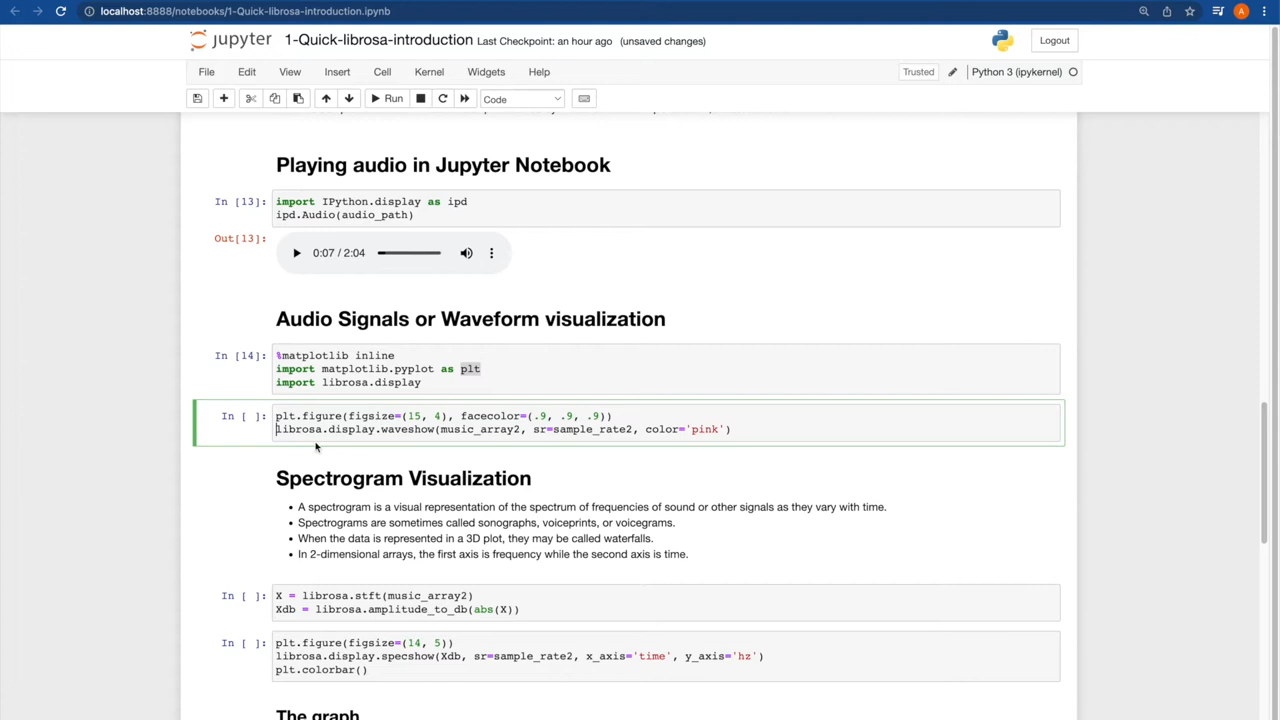 localhost:8888/notebooks/1-Quick-librosa-introduction.ipynb
A
jupyter 1-Quick-librosa-introduction Last Checkpoint: an hour ago (unsaved changes)
Logout
File Edit View Insert Cell Kernel Widgets Help
Trusted Python 3 (ipykernel)
Run Code
Playing audio in Jupyter Notebook
In [13]: import IPython.display as ipd
ipd.Audio(audio_path)
Out[13]:
0:07 / 2:04
Audio Signals or Waveform visualization
In [14]: %matplotlib inline
import matplotlib.pyplot as plt
import librosa.display
In [ ]: plt.figure(figsize=(15, 4), facecolor=(.9, .9, .9))
librosa.display.waveshow(music_array2, sr=sample_rate2, color='pink')
Spectrogram Visualization
• A spectrogram is a visual representation of the spectrum of frequencies of sound or other signals as they vary with time.
• Spectrograms are sometimes called sonographs, voiceprints, or voicegrams.
• When the data is represented in a 3D plot, they may be called waterfalls.
• In 2-dimensional arrays, the first axis is frequency while the second axis is time.
In [ ]: X = librosa.stft(music_array2)
Xdb = librosa.amplitude_to_db(abs(X))
In [ ]: plt.figure(figsize=(14, 5))
librosa.display.specshow(Xdb, sr=sample_rate2, x_axis='time', y_axis='hz')
plt.colorbar()
The graph